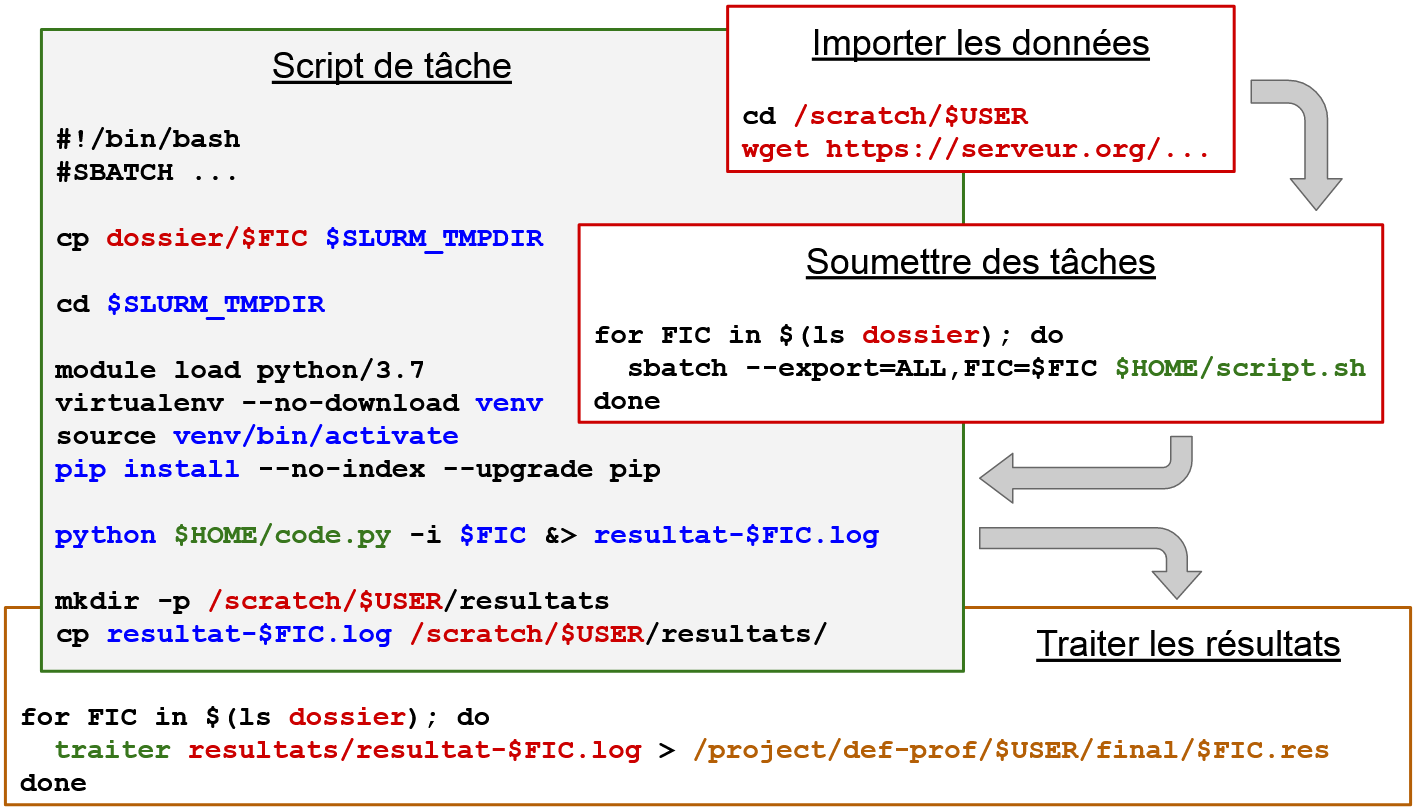 Importer les données
cd /scratch/$USER
wget https://serveur.org/...
Soumettre des tâches
for FIC in $(ls dossier); do
  sbatch --export=ALL,FIC=$FIC $HOME/script.sh
done
Script de tâche
#!/bin/bash
#SBATCH ...
cp dossier/$FIC $SLURM_TMPDIR
cd $SLURM_TMPDIR
module load python/3.7
virtualenv --no-download venv
source venv/bin/activate
pip install --no-index --upgrade pip
python $HOME/code.py -i $FIC &> resultat-$FIC.log
mkdir -p /scratch/$USER/resultats
cp resultat-$FIC.log /scratch/$USER/resultats/
Traiter les résultats
for FIC in $(ls dossier); do
  traiter resultats/resultat-$FIC.log > /project/def-prof/$USER/final/$FIC.res
done